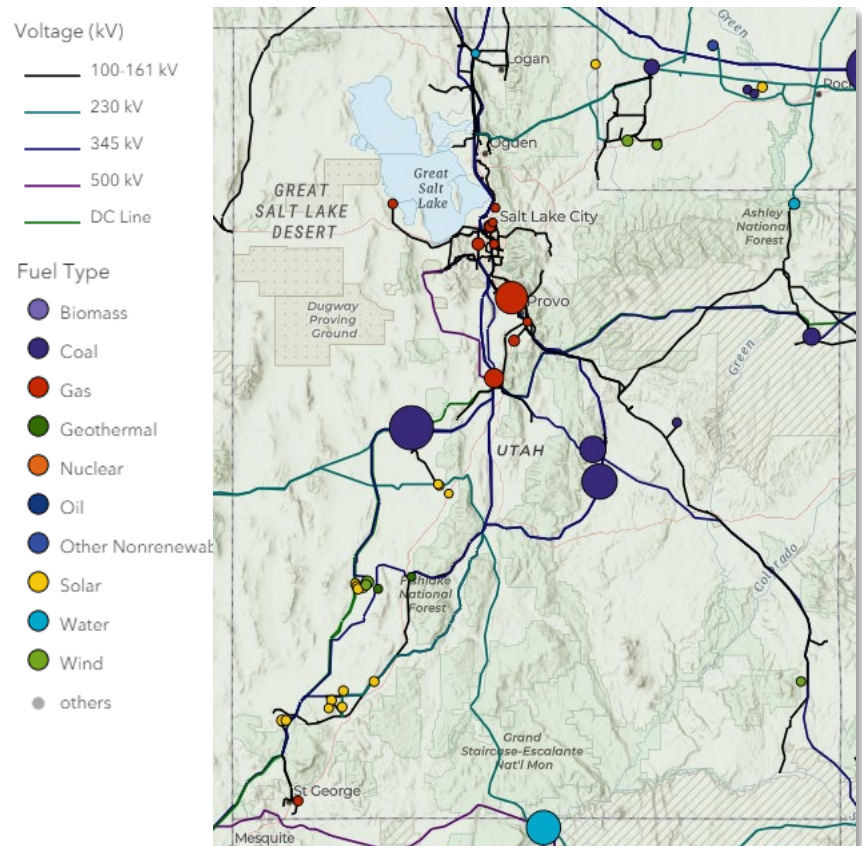 Voltage (kV)
100-161 kV
230 kV
345 kV
500 kV
DC Line
Fuel Type
Biomass
Coal
Gas
Geothermal
Nuclear
Oil
Other Nonrenewab
Solar
Water
Wind
others
Green
Logan
Rock
Ogden
Great
Salt
Lake
GREAT
SALT LAKE
DESERT
Salt Lake City
Ashley
National
Forest
Dugway
Proving
Ground
Provo
Green
UTAH
Colorado
Fishlake
National
Forest
Grand
Staircase-Escalante
Nat'l Mon
St George
Mesquite